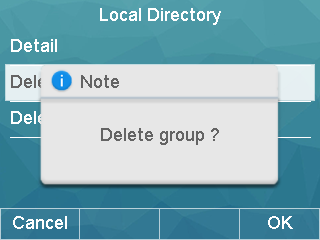 Local Directory
Detail
Dele
Note
Dele
Delete group ?
Cancel
OK